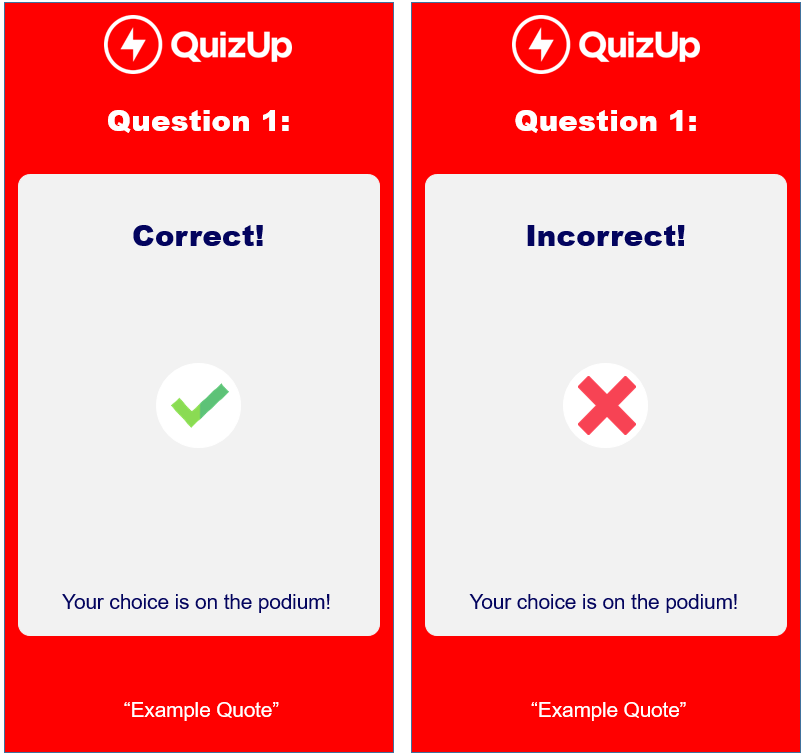 QuizUp
Question 1:
Correct!
Your choice is on the podium!
“Example Quote”
QuizUp
Question 1:
Incorrect!
Your choice is on the podium!
“Example Quote”